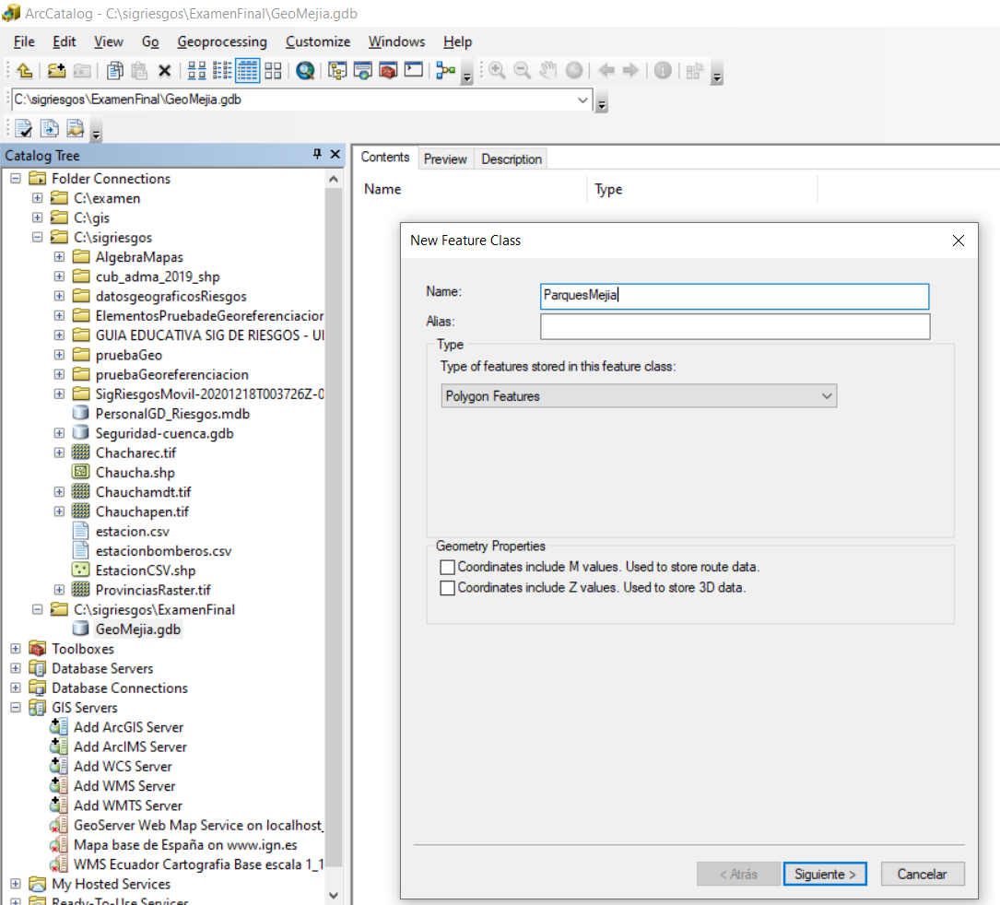 ArcCatalog - C:\sigriesgos\ExamenFinal\GeoMejia.gdb
File Edit View Go Geoprocessing Customize Windows Help
C:\sigriesgos\ExamenFinal\GeoMejia.gdb
Catalog Tree
Folder Connections
C:\examen
C:\gis
C:\sigriesgos
AlgebraMapas
cub_adma_2019_shp
datosgeograficosRiesgos
ElementosPruebadeGeoreferenciacion
GUIA EDUCATIVA SIG DE RIESGOS - UI
pruebaGeo
pruebaGeoreferenciacion
SigRiesgosMovil-20201218T003726Z-0
PersonalGD_Riesgos.mdb
Seguridad-cuenca.gdb
Chacharec.tif
Chaucha.shp
Chauchamdt.tif
Chauchapen.tif
estacion.csv
estacionbomberos.csv
EstacionCSV.shp
ProvinciasRaster.tif
C:\sigriesgos\ExamenFinal
GeoMejia.gdb
Toolboxes
Database Servers
Database Connections
GIS Servers
Add ArcGIS Server
Add ArcIMS Server
Add WCS Server
Add WMS Server
Add WMTS Server
GeoServer Web Map Service on localhost_
Mapa base de España on www.ign.es
WMS Ecuador Cartografia Base escala 1_1
My Hosted Services
Ready-To-Use Services
Contents Preview Description
Name Type
New Feature Class
Name: ParquesMejia
Alias:
Type
Type of features stored in this feature class:
Polygon Features
Geometry Properties
Coordinates include M values. Used to store route data.
Coordinates include Z values. Used to store 3D data.
< Atrás Siguiente > Cancelar